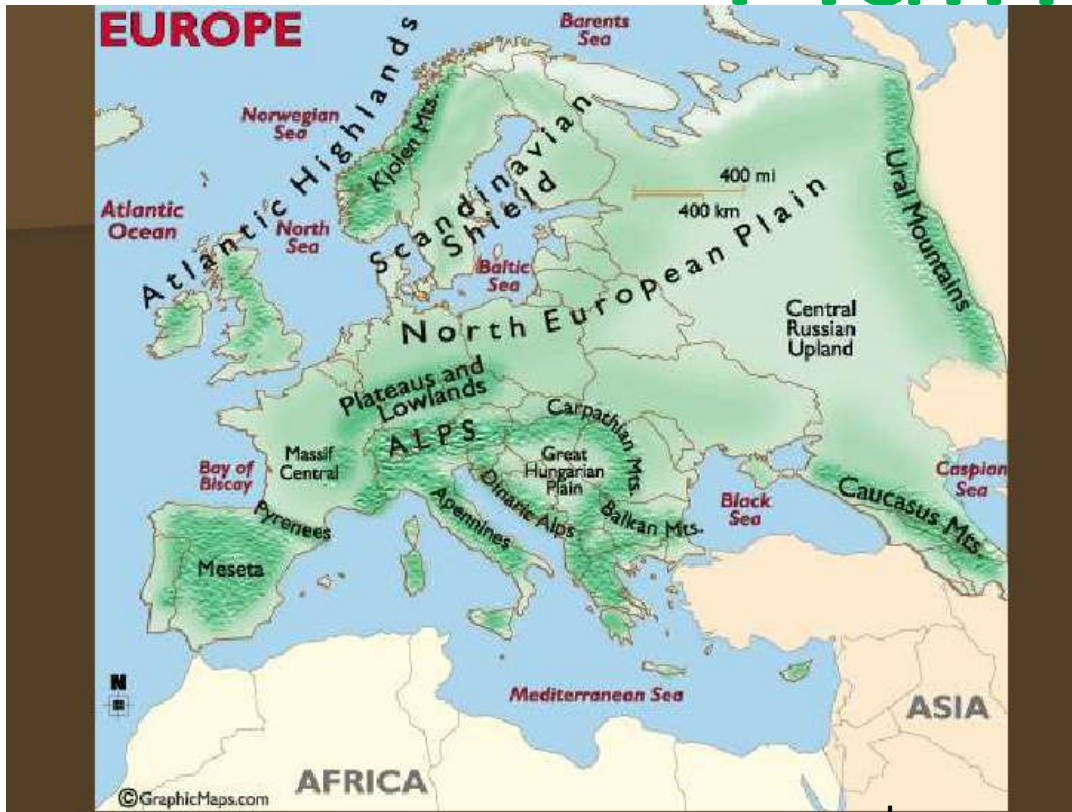 EUROPE
Barents
Sea
Norwegian
Sea
Atlantic Highlands
Kjolen Mts.
Scandinavian
Shield
400 mi
400 km
Ural Mountains
Atlantic
Ocean
North
Sea
Baltic
Sea
North European Plain
Central
Russian
Upland
Plateaus and
Lowlands
Carpathian Mts.
ALPS
Massif
Central
Great
Hungarian
Plain
Bay of
Biscay
Dinaric Alps
Apennines
Balkan Mts.
Black
Sea
Caspian
Sea
Caucasus Mts.
Pyrenees
Meseta
N
Mediterranean Sea
ASIA
AFRICA
©GraphicMaps.com